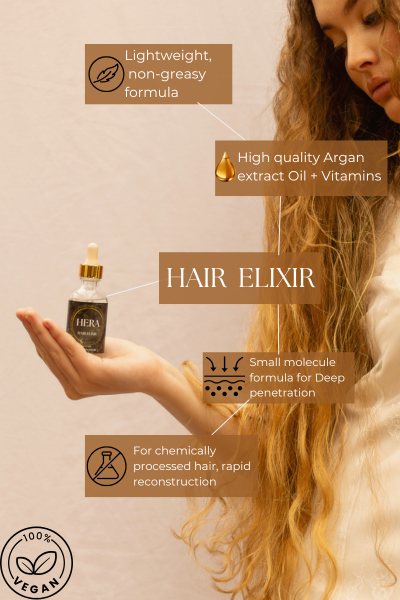 Lightweight,
non-greasy
formula
High quality Argan
extract Oil + Vitamins
HAIR ELIXIR
HERA
Small molecule
formula for Deep
penetration
For chemically
processed hair, rapid
reconstruction
100%
VEGAN